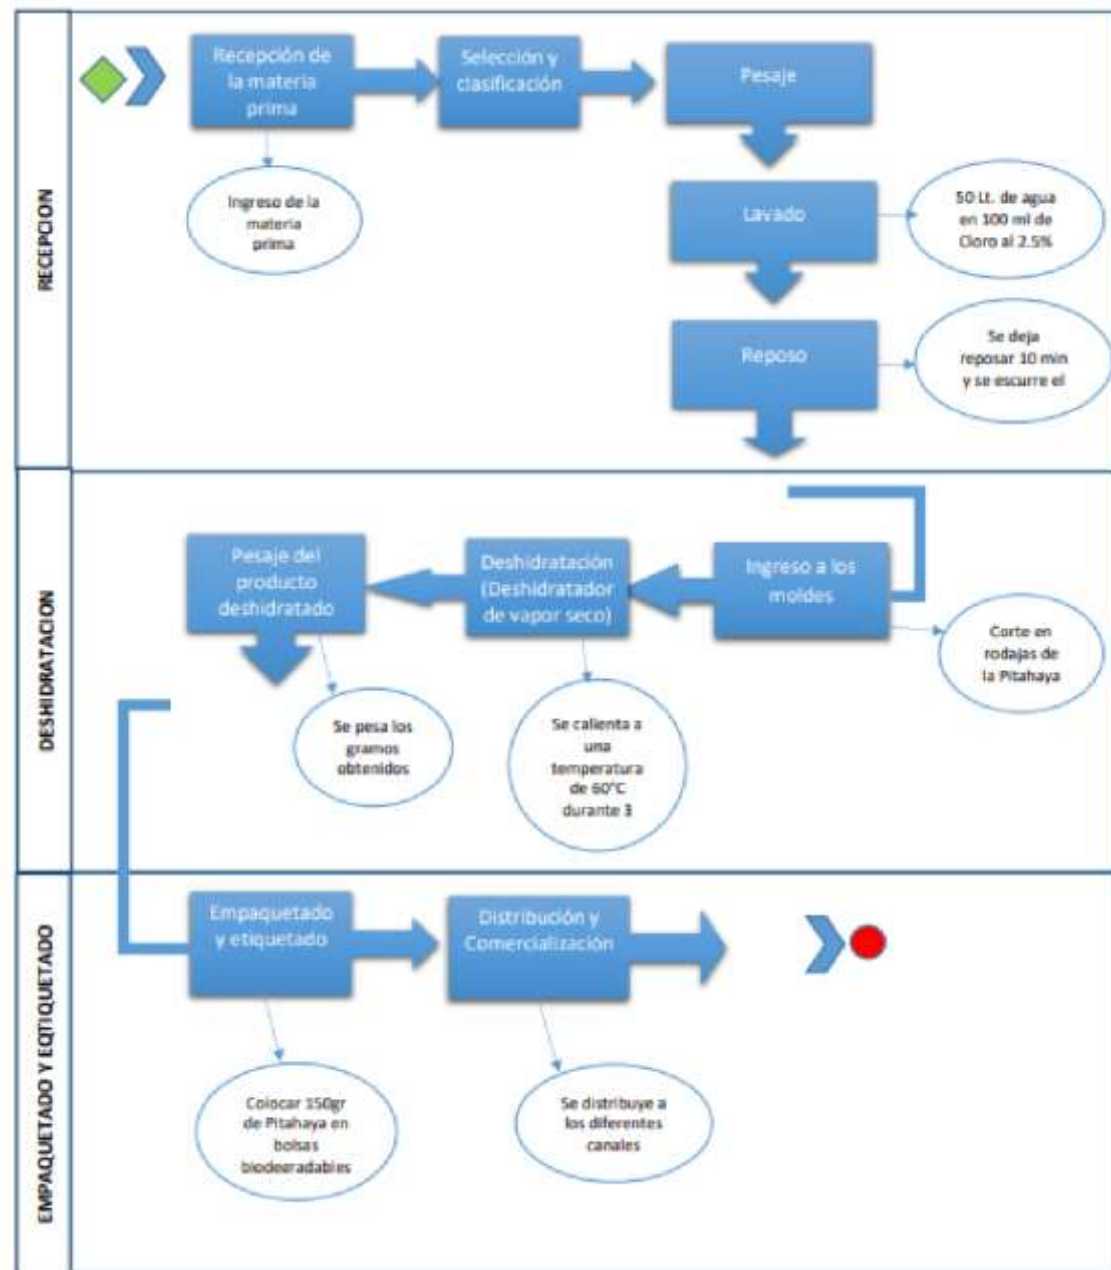 RECEPCION
Recepción de
la materia
prima
Selección y
clasificación
Pesaje
Ingreso de la
materia
prima
Lavado
50 Lt. de agua
en 100 ml de
Cloro al 2.5%
Reposo
Se deja
reposar 10 min
y se escurre el
DESHIDRATACION
Pesaje del
producto
deshidratado
Deshidratación
(Deshidratador
de vapor seco)
Ingreso a los
moldes
Corte en
rodajas de
la Pitahaya
Se pesa los
gramos
obtenidos
Se calienta a
una
temperatura
de 60°C
durante 3
EMPAQUETADO Y EQTIQUETADO
Empaquetado
y etiquetado
Distribución y
Comercialización
Colocar 150gr
de Pitahaya en
bolsas
biodegradables
Se distribuye a
los diferentes
canales